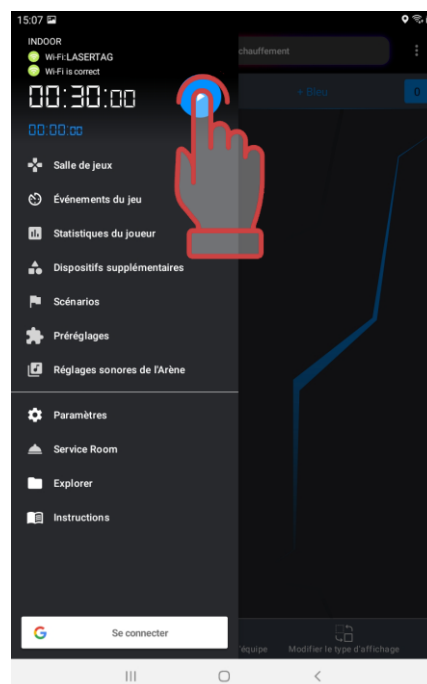 15:07
INDOOR
Wi-Fi:LASERTAG
Wi-Fi is correct
chauffement
00:30:00
+ Bleu
0
00:00:00
Salle de jeux
Événements du jeu
Statistiques du joueur
Dispositifs supplémentaires
Scénarios
Préréglages
Réglages sonores de l'Arène
Paramètres
Service Room
Explorer
Instructions
Se connecter
'équipe
Modifier le type d'affichage